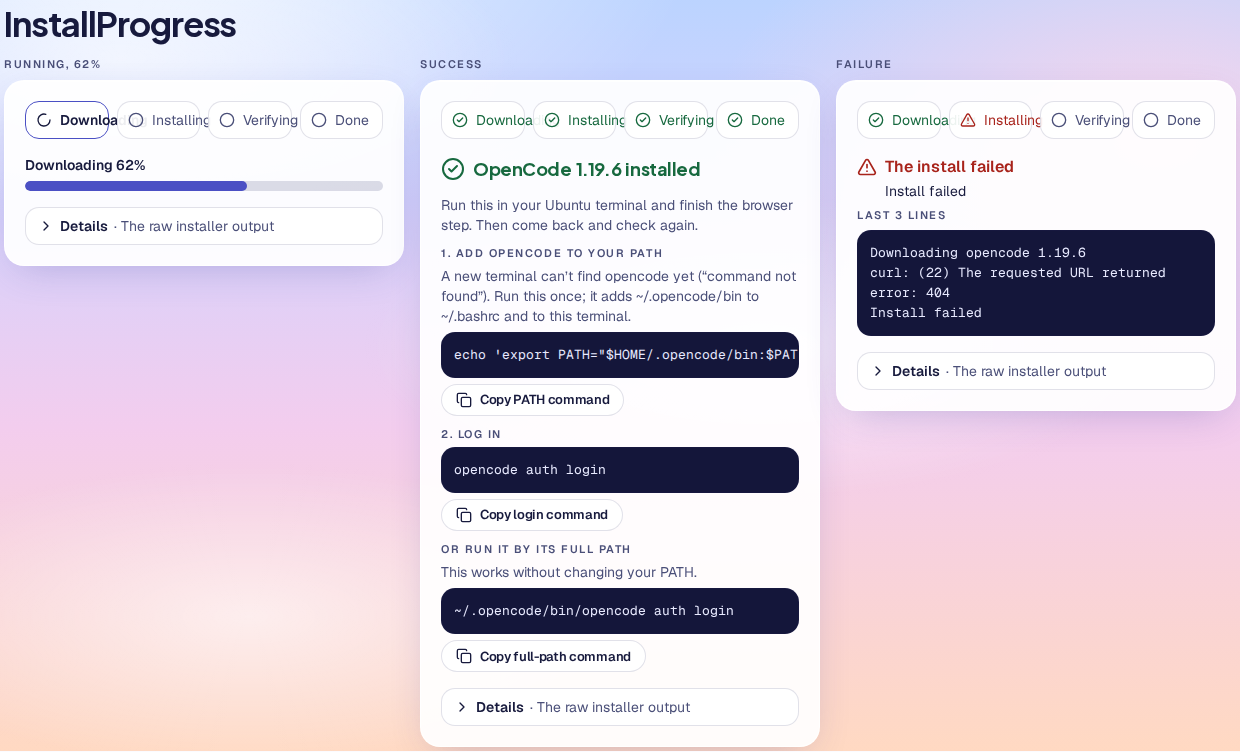 InstallProgress
RUNNING, 62%
Downloading
Installing
Verifying
Done
Downloading 62%
Details · The raw installer output
SUCCESS
Downloa
Installing
Verifying
Done
OpenCode 1.19.6 installed
Run this in your Ubuntu terminal and finish the browser
step. Then come back and check again.
1. ADD OPENCODE TO YOUR PATH
A new terminal can’t find opencode yet (“command not
found”). Run this once; it adds ~/.opencode/bin to
~/.bashrc and to this terminal.
echo 'export PATH="$HOME/.opencode/bin:$PAT
Copy PATH command
2. LOG IN
opencode auth login
Copy login command
OR RUN IT BY ITS FULL PATH
This works without changing your PATH.
~/.opencode/bin/opencode auth login
Copy full-path command
Details · The raw installer output
FAILURE
Downloa
Installing
Verifying
Done
The install failed
Install failed
LAST 3 LINES
Downloading opencode 1.19.6
curl: (22) The requested URL returned
error: 404
Install failed
Details · The raw installer output